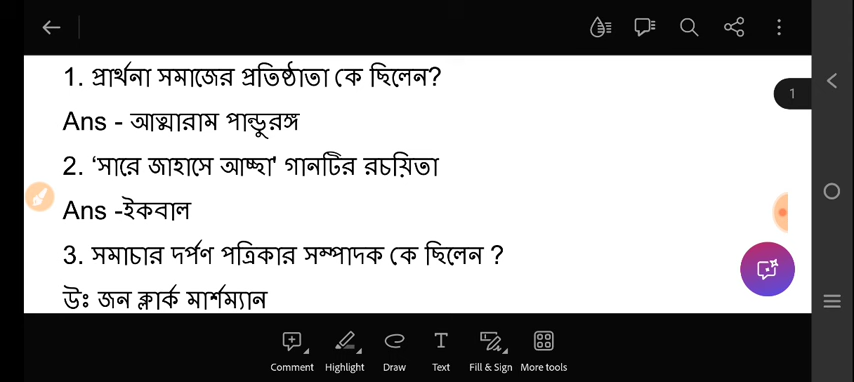 1. প্রার্থনা সমাজের প্রতিষ্ঠাতা কে ছিলেন?
1
Ans - আত্মারাম পান্ডুরঙ্গ
2. ‘সারে জাহাসে আচ্ছা' গানটির রচয়িতা
Ans -ইকবাল
3. সমাচার দর্পণ পত্রিকার সম্পাদক কে ছিলেন ?
উঃ জন ক্লার্ক মার্শম্যান
Comment Highlight Draw Text Fill & Sign More tools